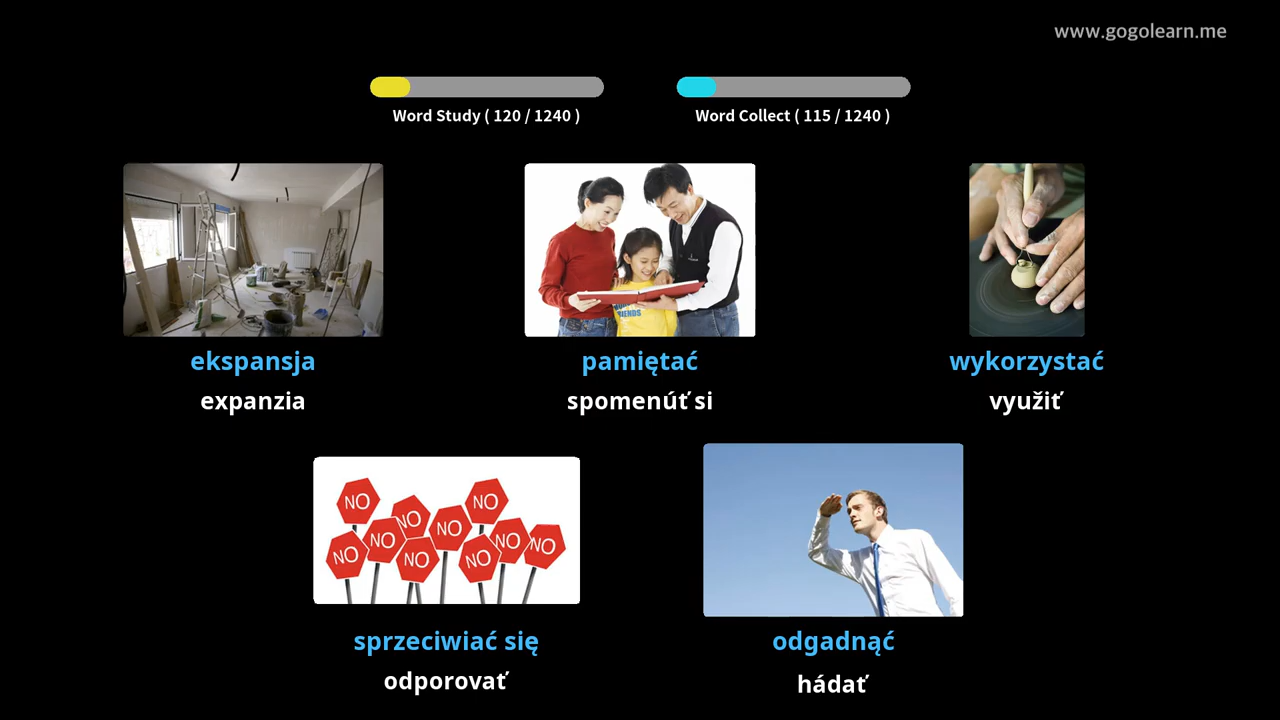 www.gogolearn.me
Word Study ( 120 / 1240 )
Word Collect ( 115 / 1240 )
ekspansja
expanzia
pamiętać
spomenúť si
wykorzystać
využiť
NO
NO
NO
NO
NO
NO
NO
NO
NO
NO
sprzeciwiać się
odporovať
odgadnąć
hádať